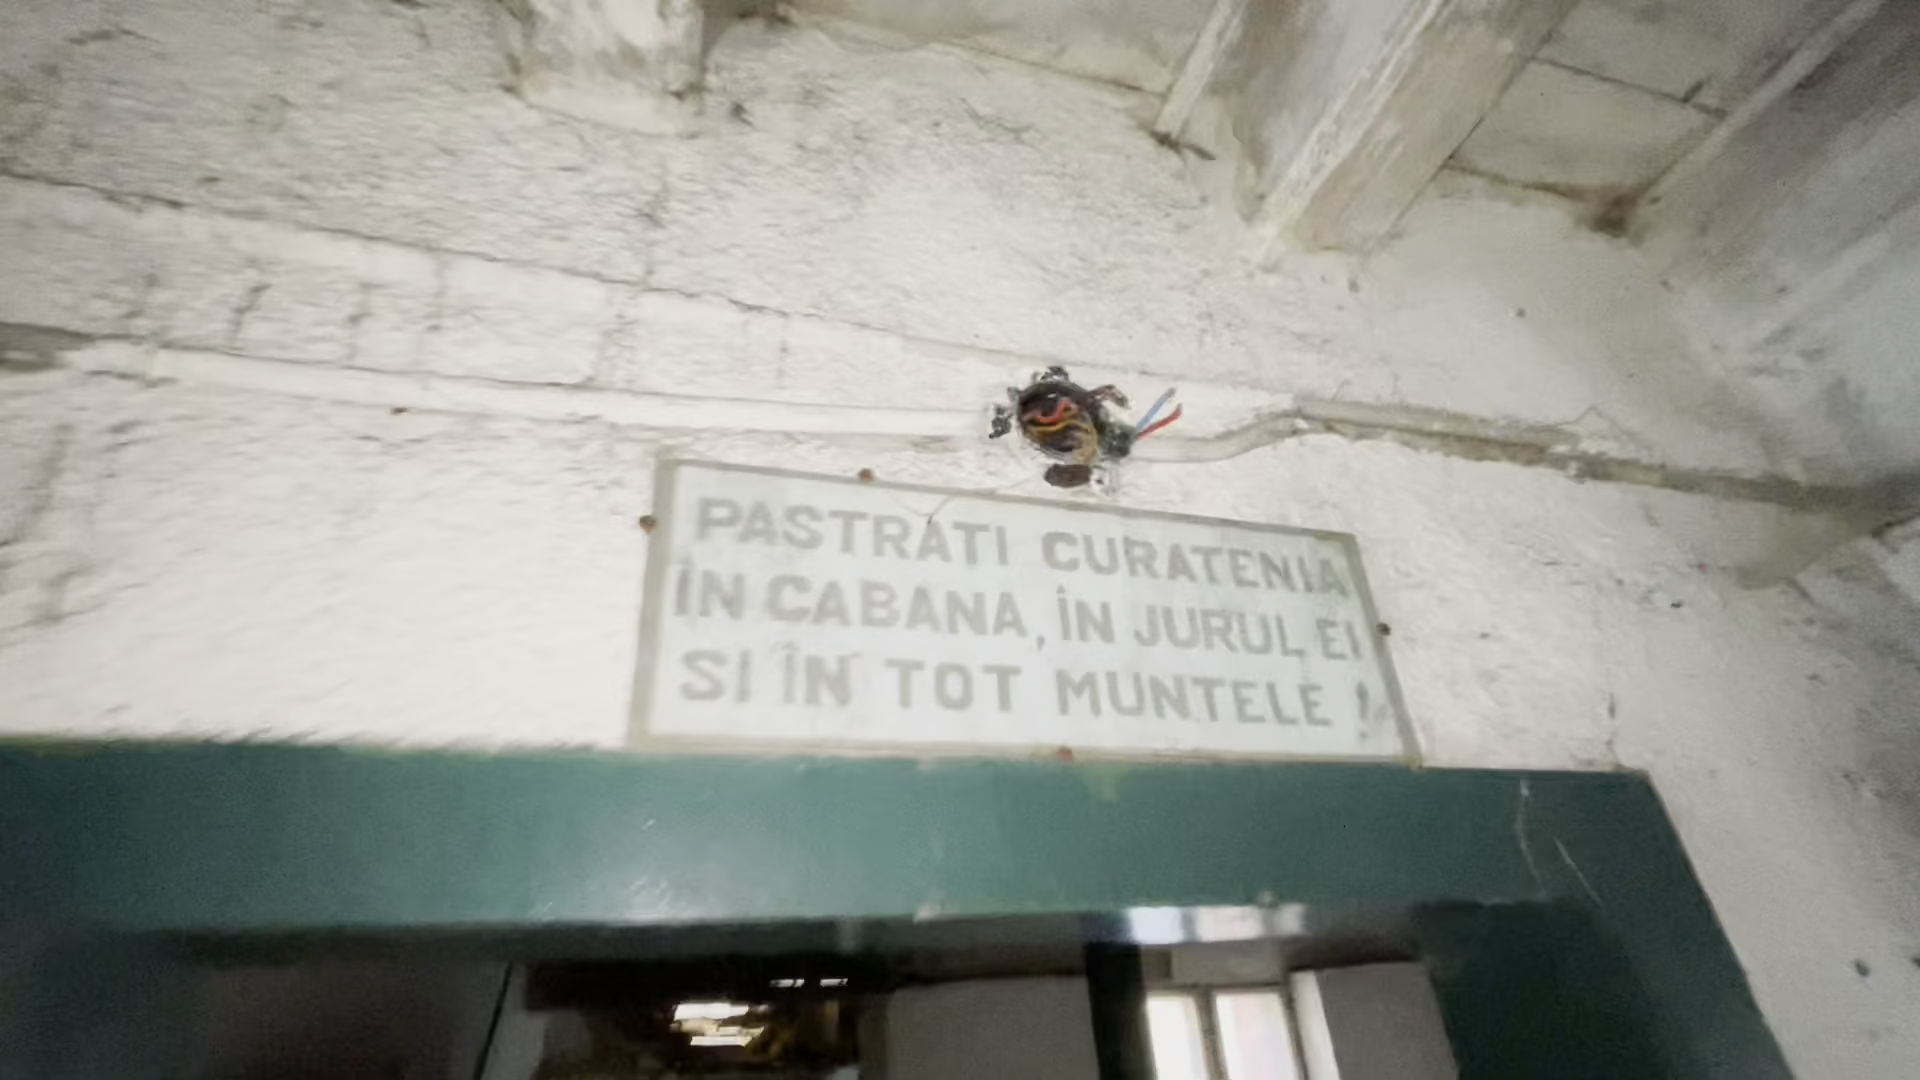 PASTRATI CURATENIA
ÎN CABANA, ÎN JURUL EI
SI ÎN TOT MUNTELE !